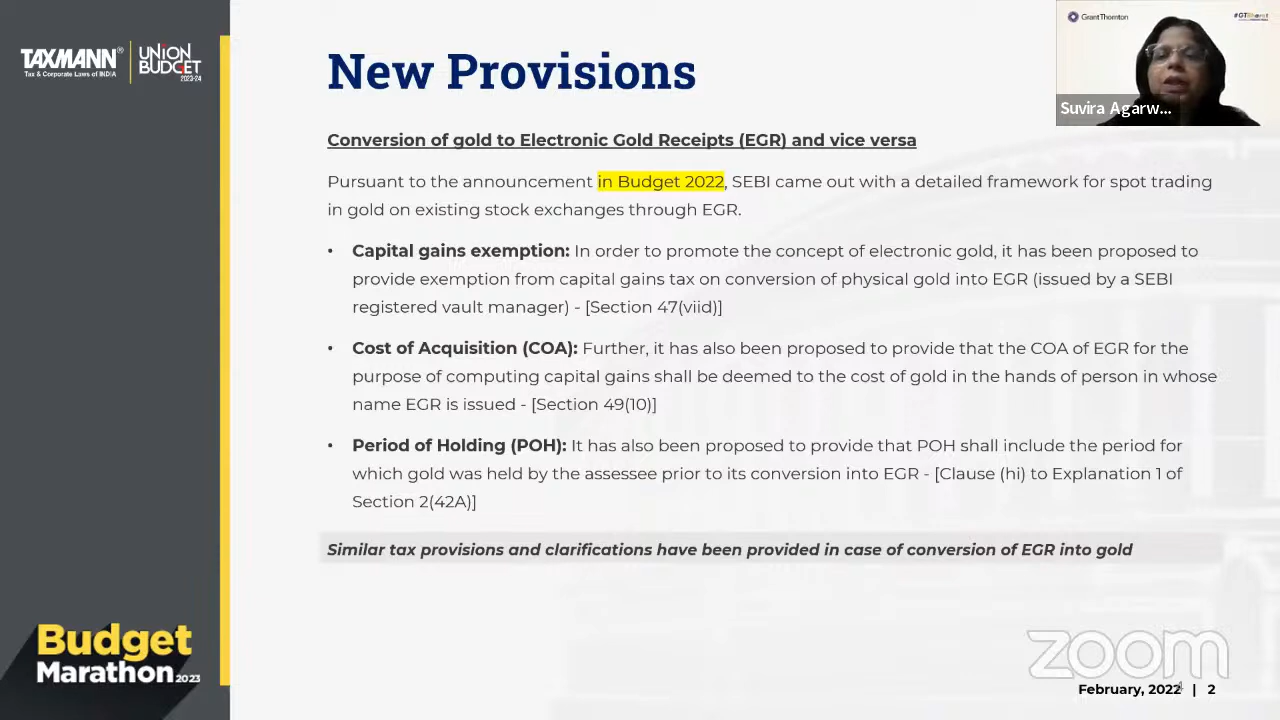 TAXMANN®
Tax & Corporate Laws of INDIA
UNION
BUDGET
2023-24
New Provisions
GrantThornton
#GTBharat
Suvira Agarw...
Conversion of gold to Electronic Gold Receipts (EGR) and vice versa
Pursuant to the announcement in Budget 2022, SEBI came out with a detailed framework for spot trading
in gold on existing stock exchanges through EGR.
• Capital gains exemption: In order to promote the concept of electronic gold, it has been proposed to
provide exemption from capital gains tax on conversion of physical gold into EGR (issued by a SEBI
registered vault manager) - [Section 47(viid)]
• Cost of Acquisition (COA): Further, it has also been proposed to provide that the COA of EGR for the
purpose of computing capital gains shall be deemed to the cost of gold in the hands of person in whose
name EGR is issued - [Section 49(10)]
• Period of Holding (POH): It has also been proposed to provide that POH shall include the period for
which gold was held by the assessee prior to its conversion into EGR - [Clause (hi) to Explanation 1 of
Section 2(42A)]
Similar tax provisions and clarifications have been provided in case of conversion of EGR into gold
Budget
Marathon 2023
zoom
February, 2022 | 2